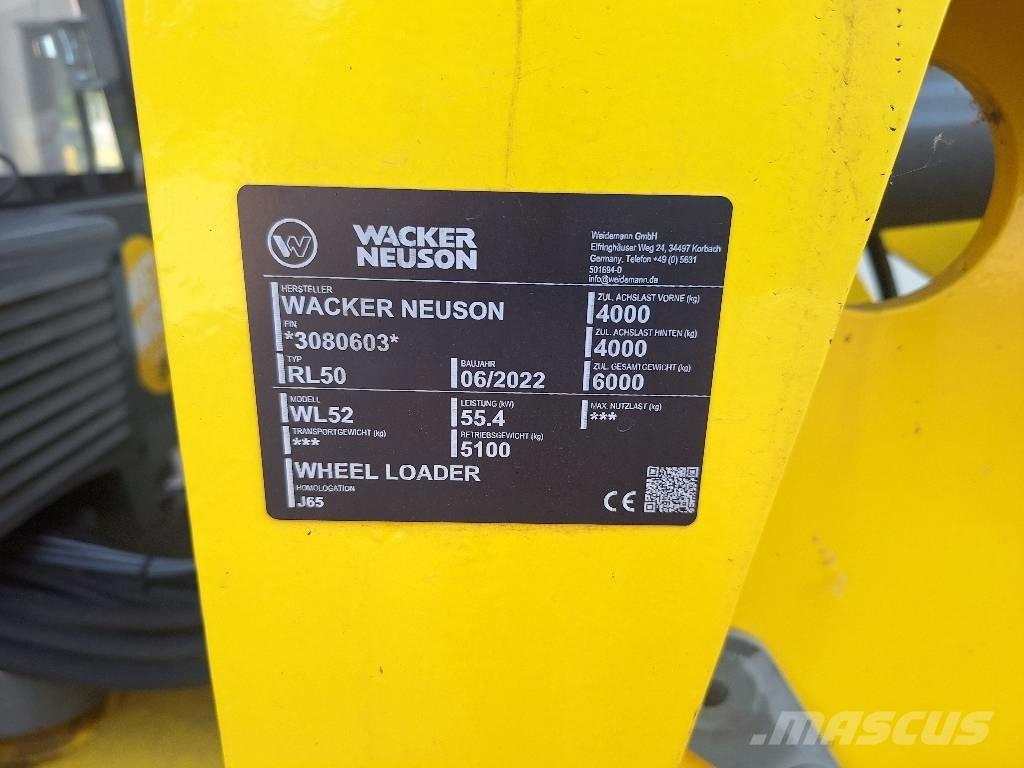 W
WACKER
NEUSON
Weidemann GmbH
Elfringhäuser Weg 24, 34497 Korbach
Germany, Telefon +49 (0) 5631
501694-0
info@weidemann.de
HERSTELLER
WACKER NEUSON
FIN
*3080603*
TYP
RL50
BAUJAHR
06/2022
ZUL. ACHSLAST VORNE (kg)
4000
ZUL. ACHSLAST HINTEN (kg)
4000
ZUL. GESAMTGEWICHT (kg)
6000
MODELL
WL52
LEISTUNG (kW)
55.4
MAX. NUTZLAST (kg)
***
TRANSPORTGEWICHT (kg)
***
BETRIEBSGEWICHT (kg)
5100
WHEEL LOADER
HOMOLOGATION
J65
CE
MASCUS